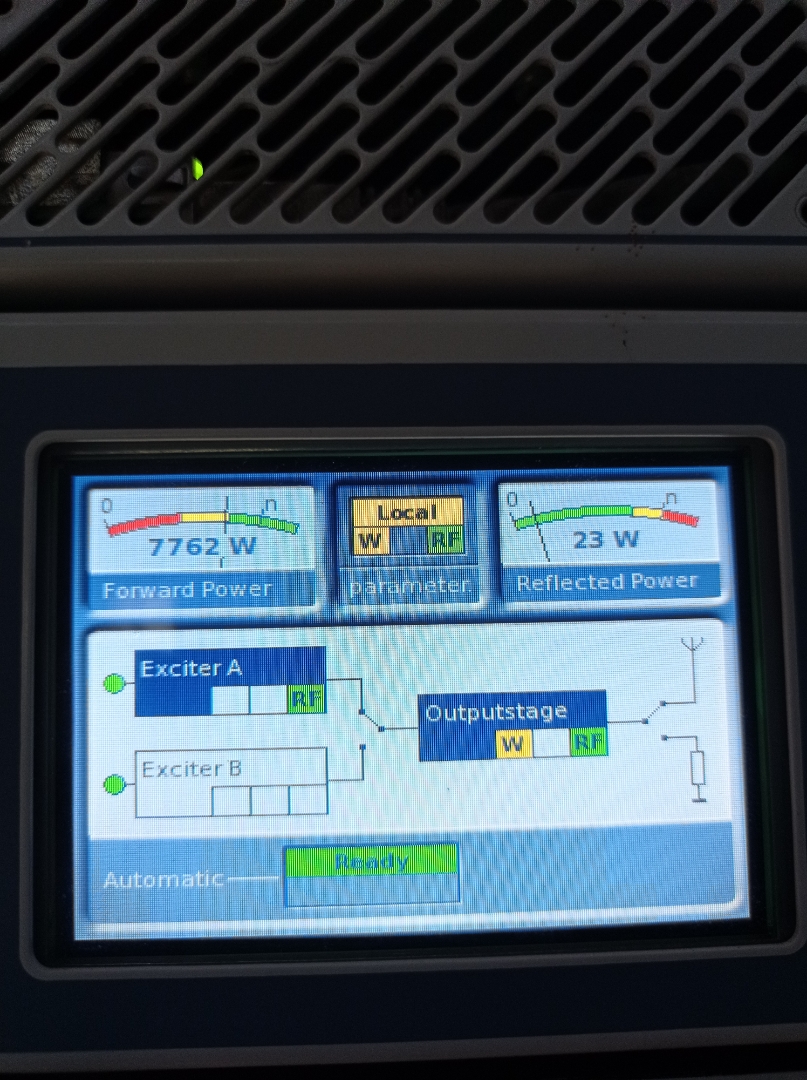 0 n
7762 W
Forward Power
Local
W RF
parameter
0 n
23 W
Reflected Power
Exciter A
RF
Exciter B
Outputstage
W RF
Automatic
Ready